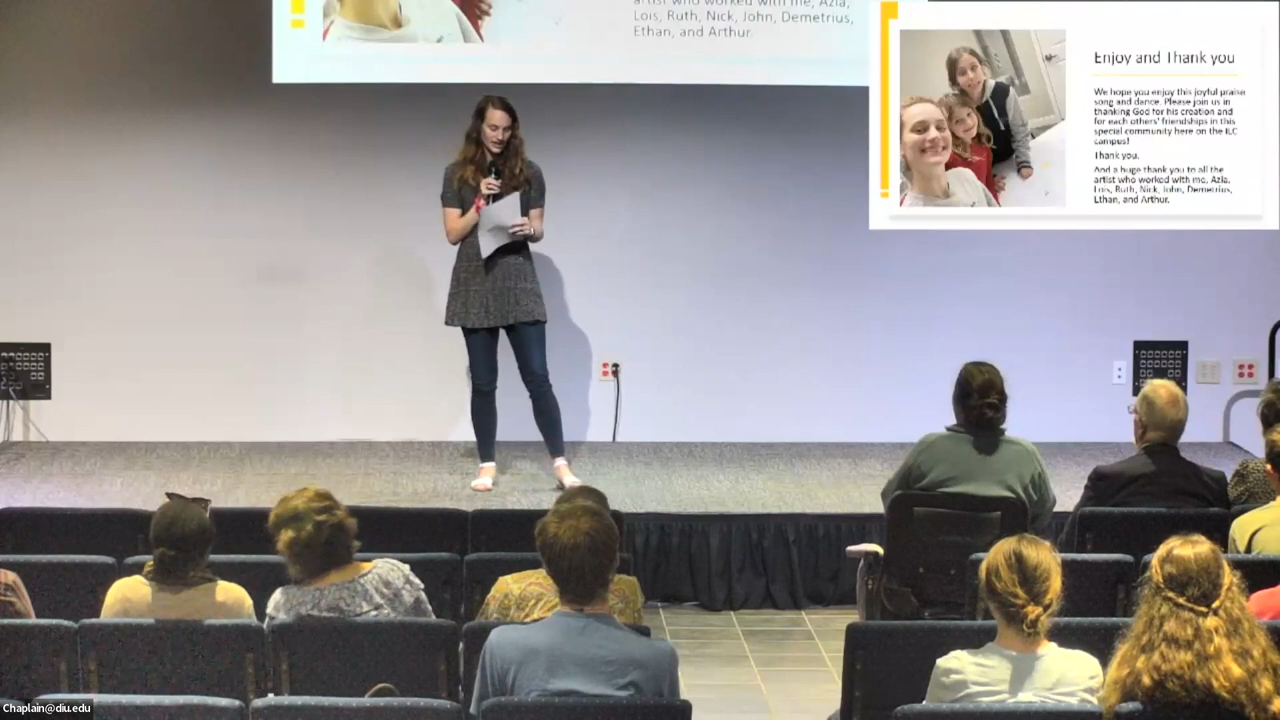 artist who worked with me, Azia,
Lois, Ruth, Nick, John, Demetrius,
Ethan, and Arthur.
Enjoy and Thank you
We hope you enjoy this joyful praise
song and dance. Please join us in
thanking God for his creation and
for each others' friendships in this
special community here on the ILC
campus!
Thank you.
And a huge thank you to all the
artist who worked with me, Azia,
Lois, Ruth, Nick, John, Demetrius,
Ethan, and Arthur.
Chaplain@diu.edu